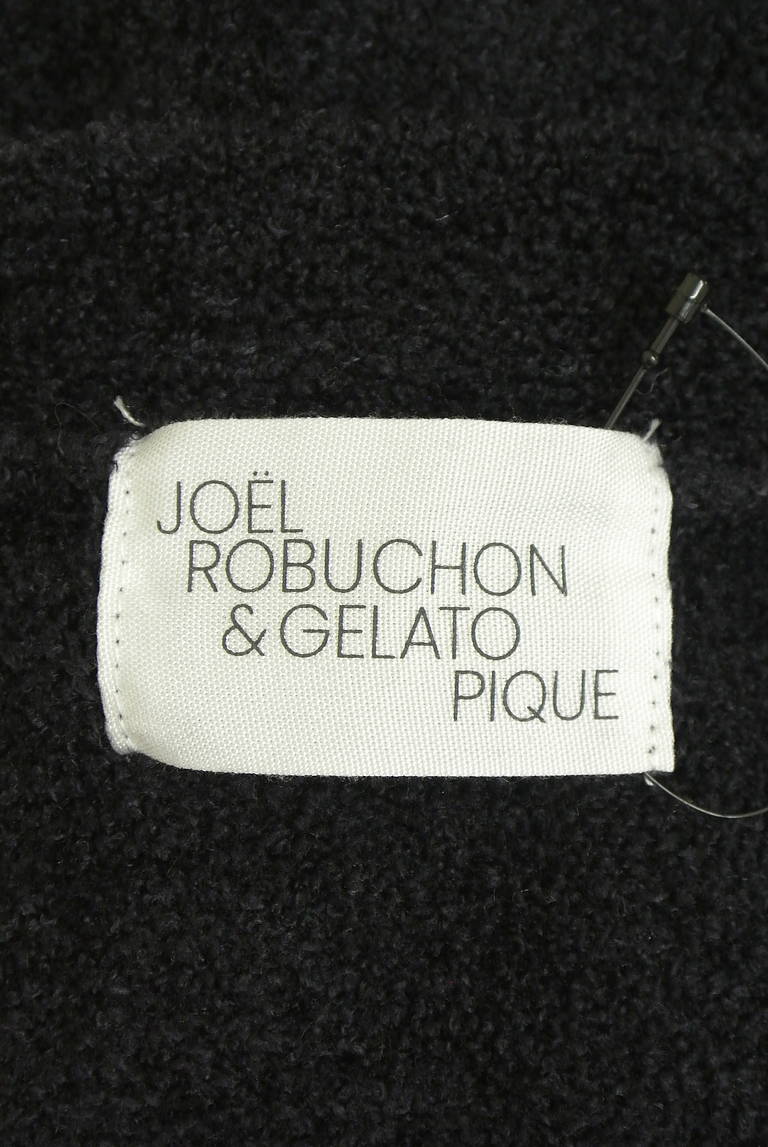 JOËL
ROBUCHON
& GELATO
PIQUE